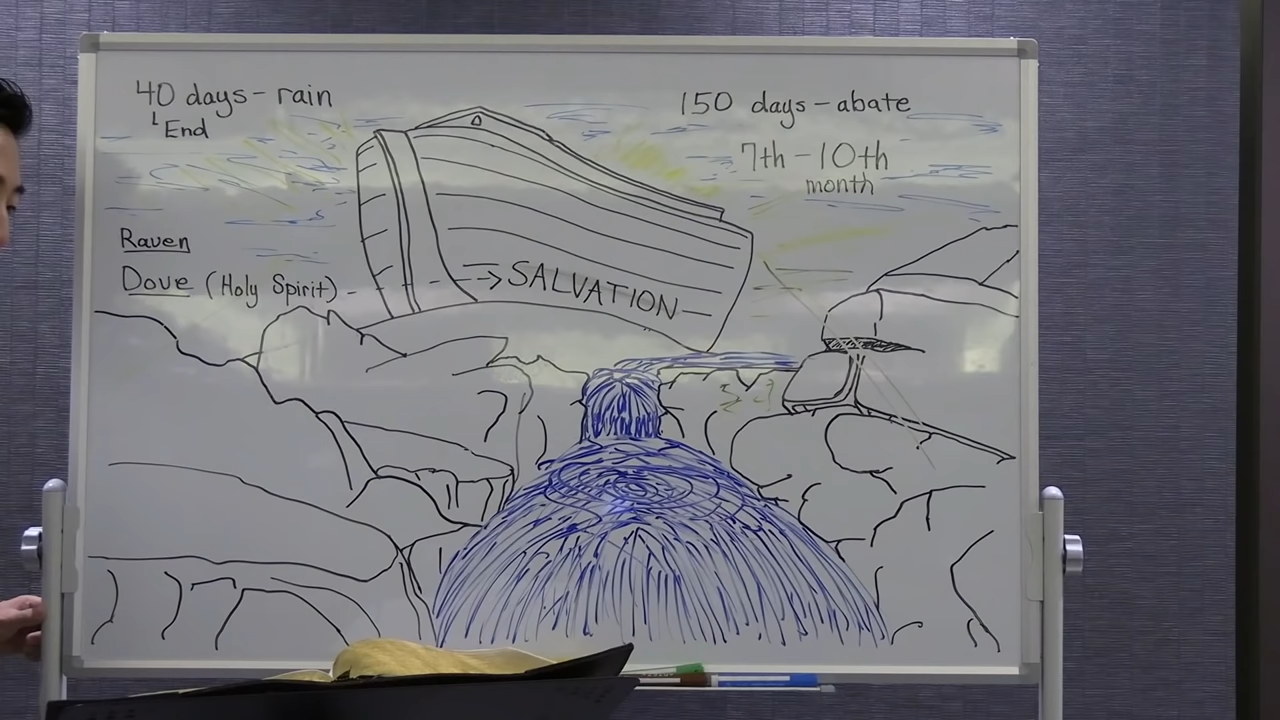 40 days - rain
End
150 days - abate
7th - 10th
month
Raven
Dove (Holy Spirit) - - - -> SALVATION